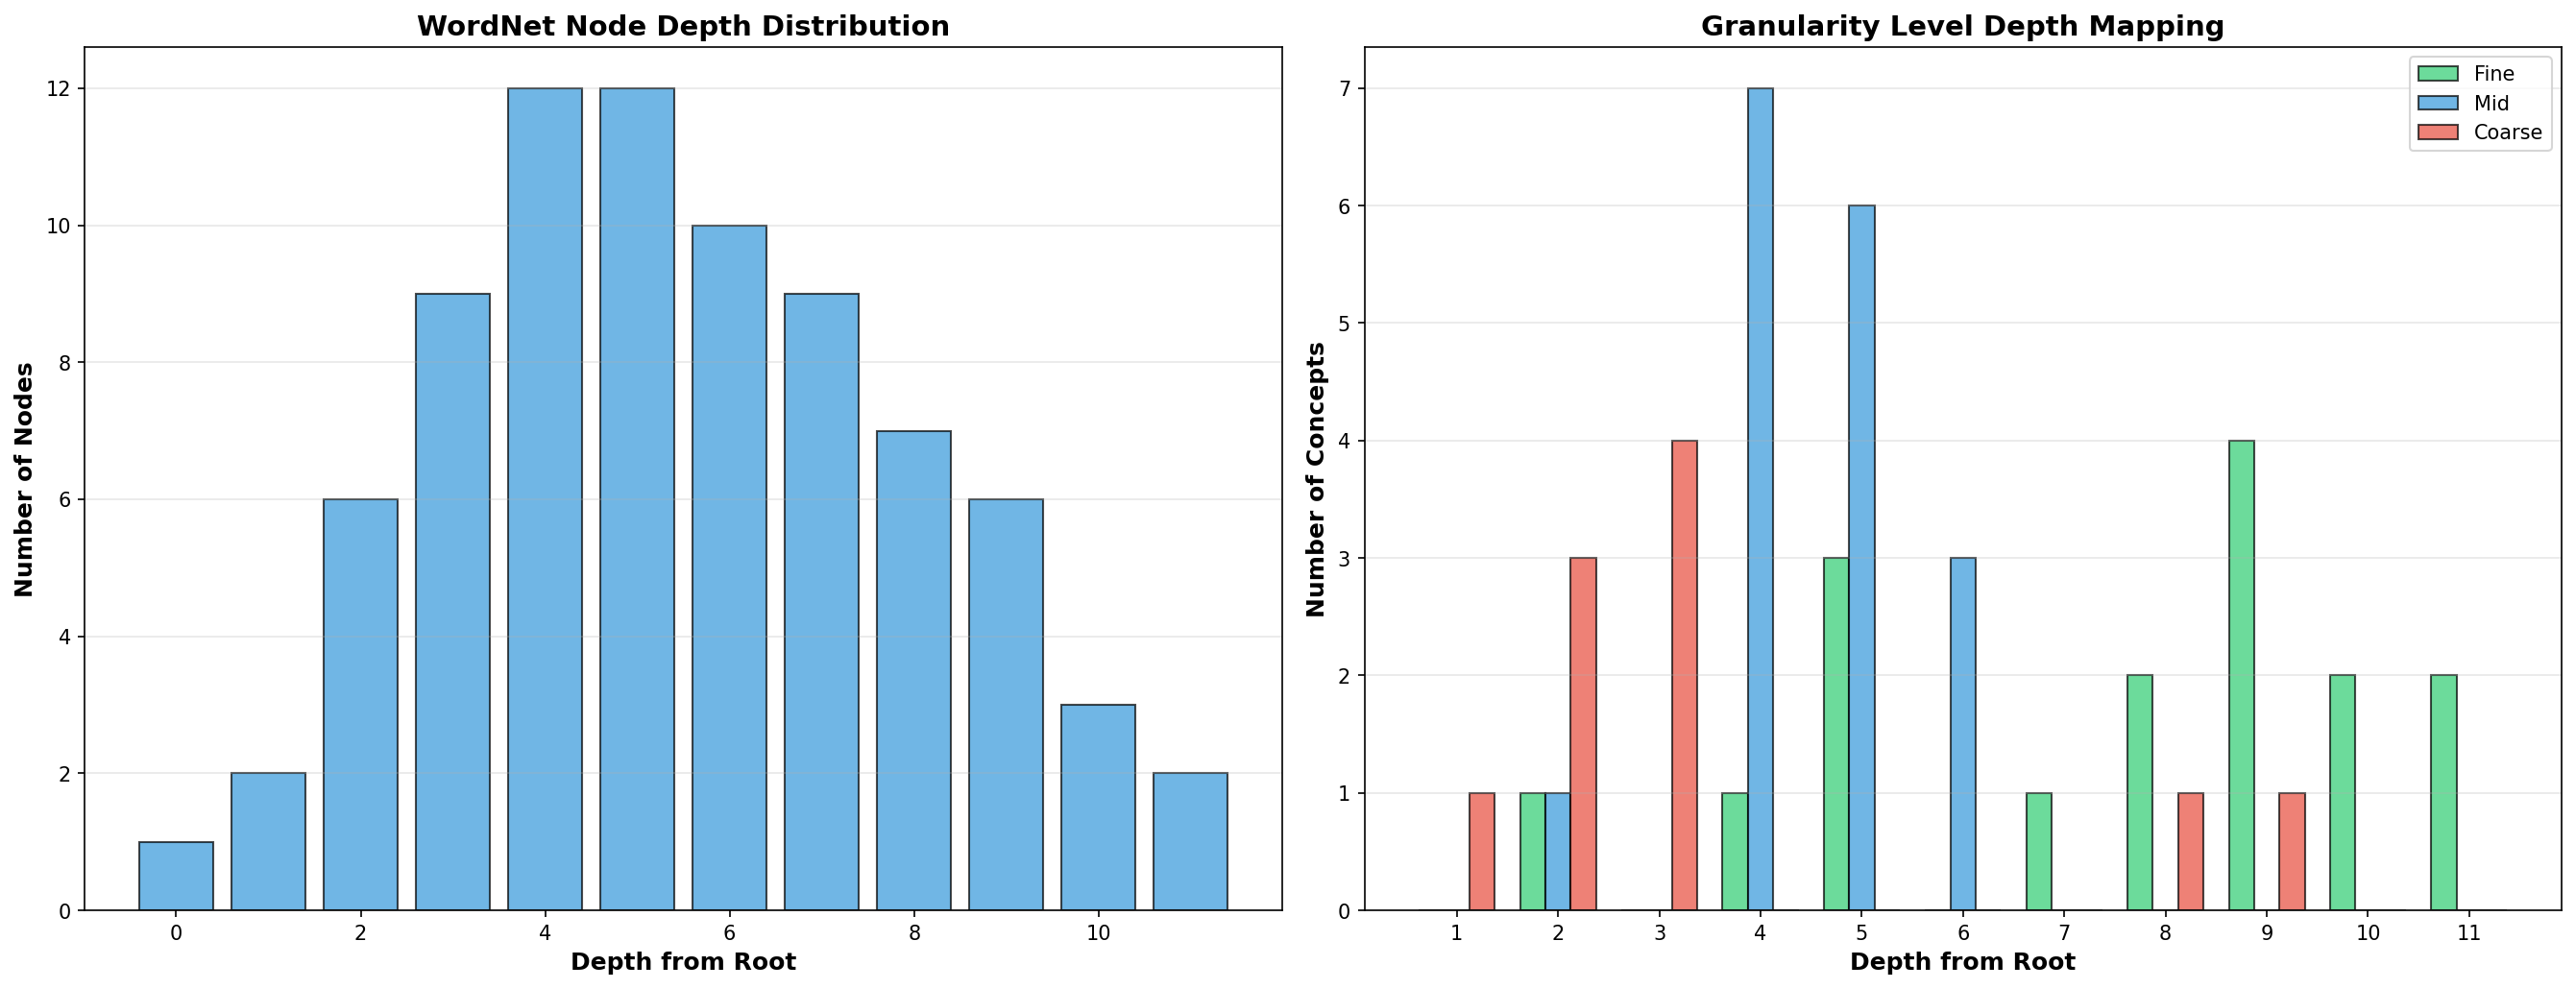 WordNet Node Depth Distribution
12
10
8
6
4
2
0
Number of Nodes
0 2 4 6 8 10
Depth from Root
Granularity Level Depth Mapping
Fine
Mid
Coarse
7
6
5
4
3
2
1
0
Number of Concepts
1 2 3 4 5 6 7 8 9 10 11
Depth from Root